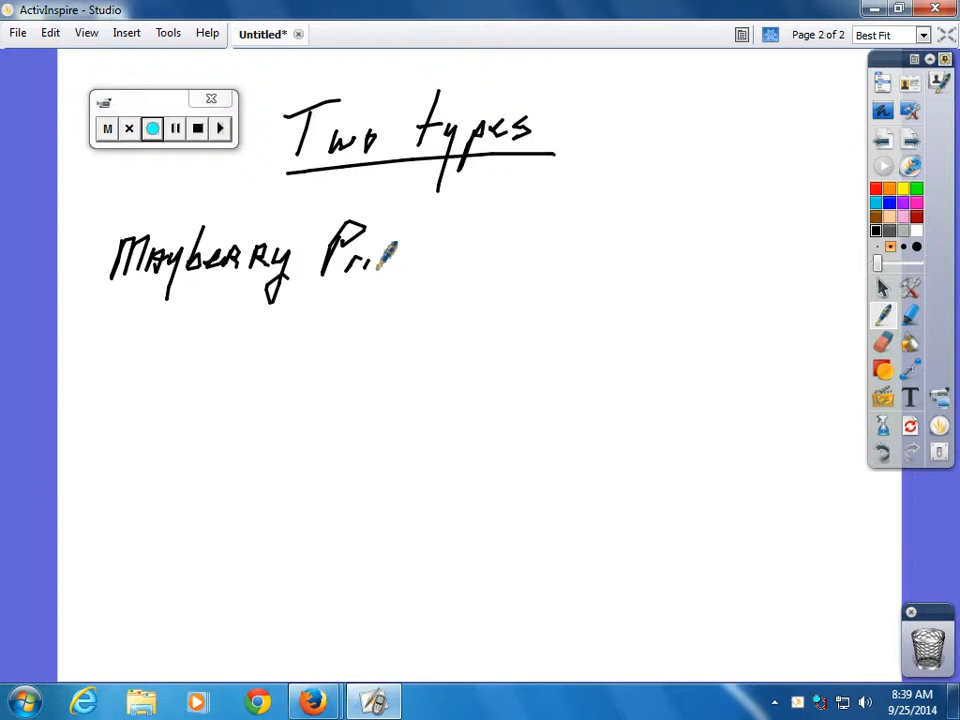 ActivInspire - Studio
File Edit View Insert Tools Help
Untitled* Page 2 of 2 Best Fit
M
Two types
Mayberry Pri
T
8:39 AM
9/25/2014